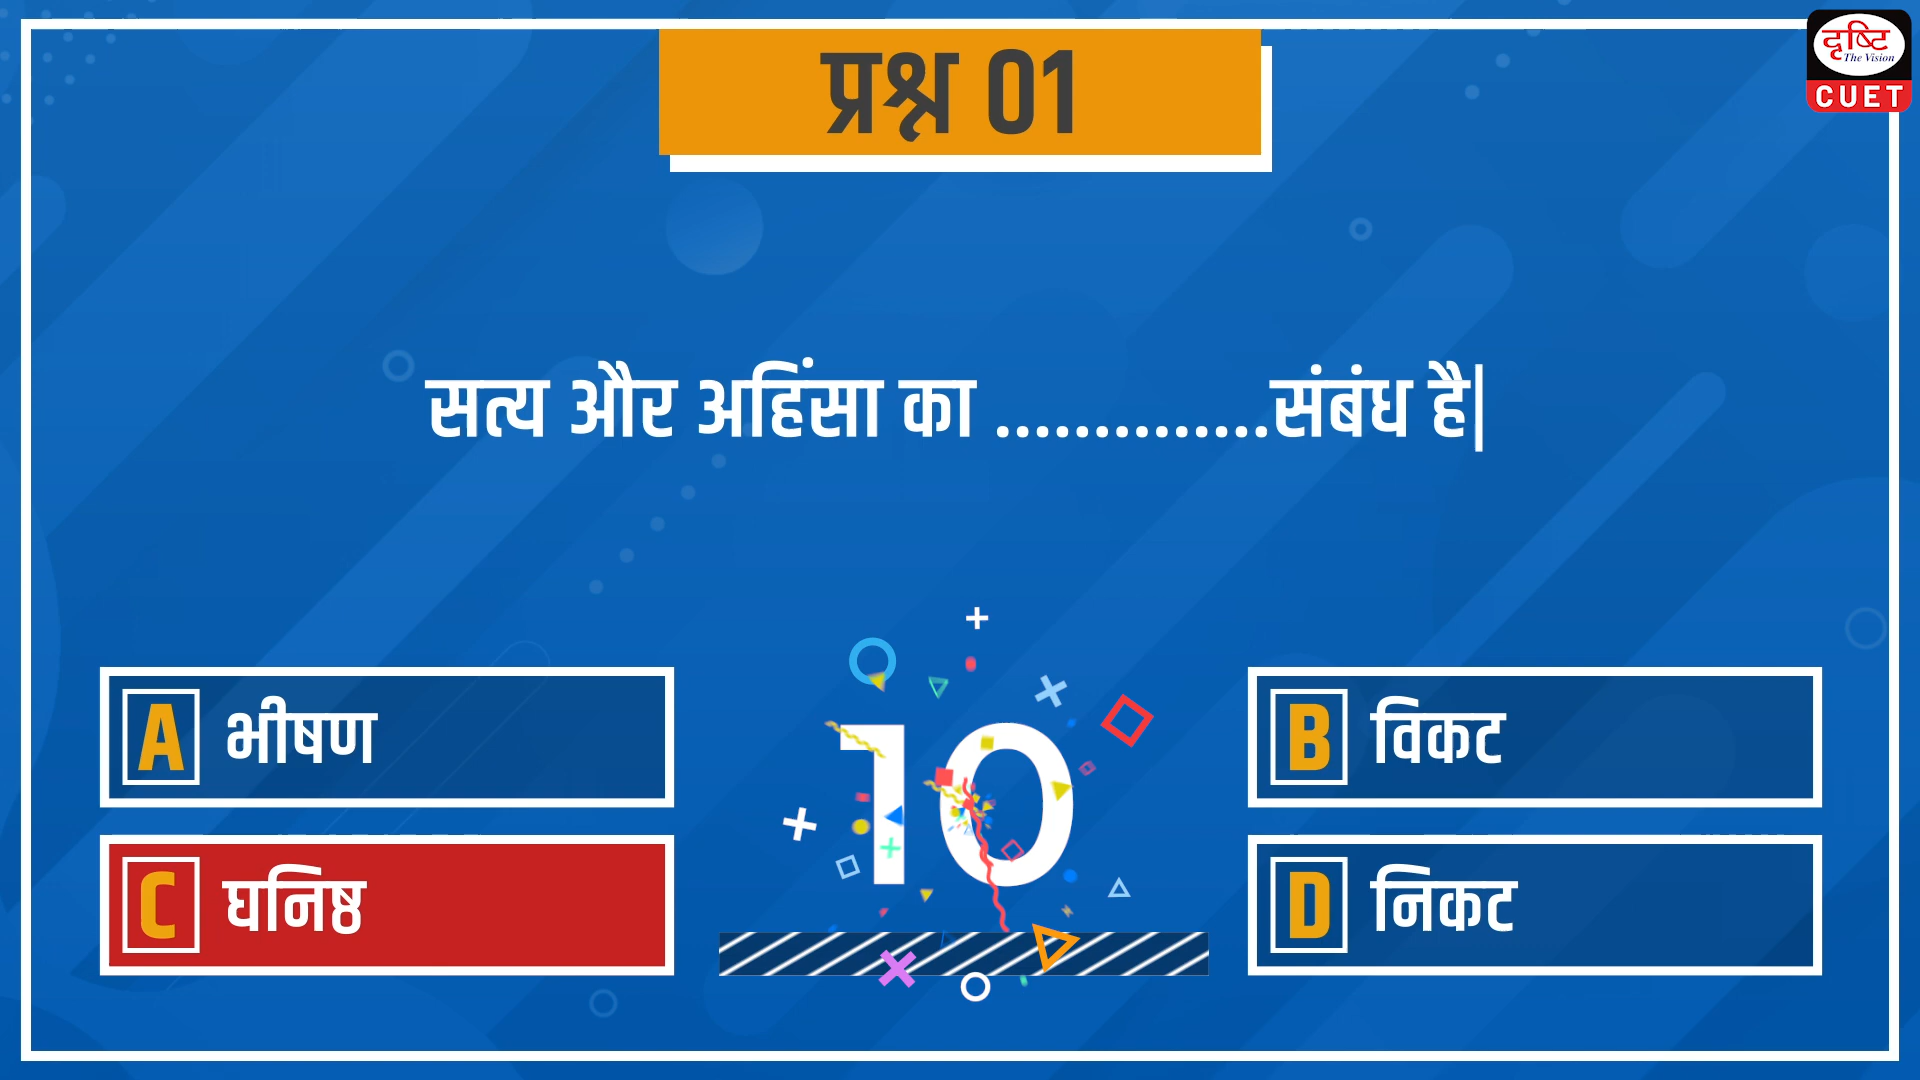 प्रश्न 01
दृष्टि
The Vision
CUET
सत्य और अहिंसा का ..............संबंध है|
A भीषण
B विकट
10
C घनिष्ठ
D निकट